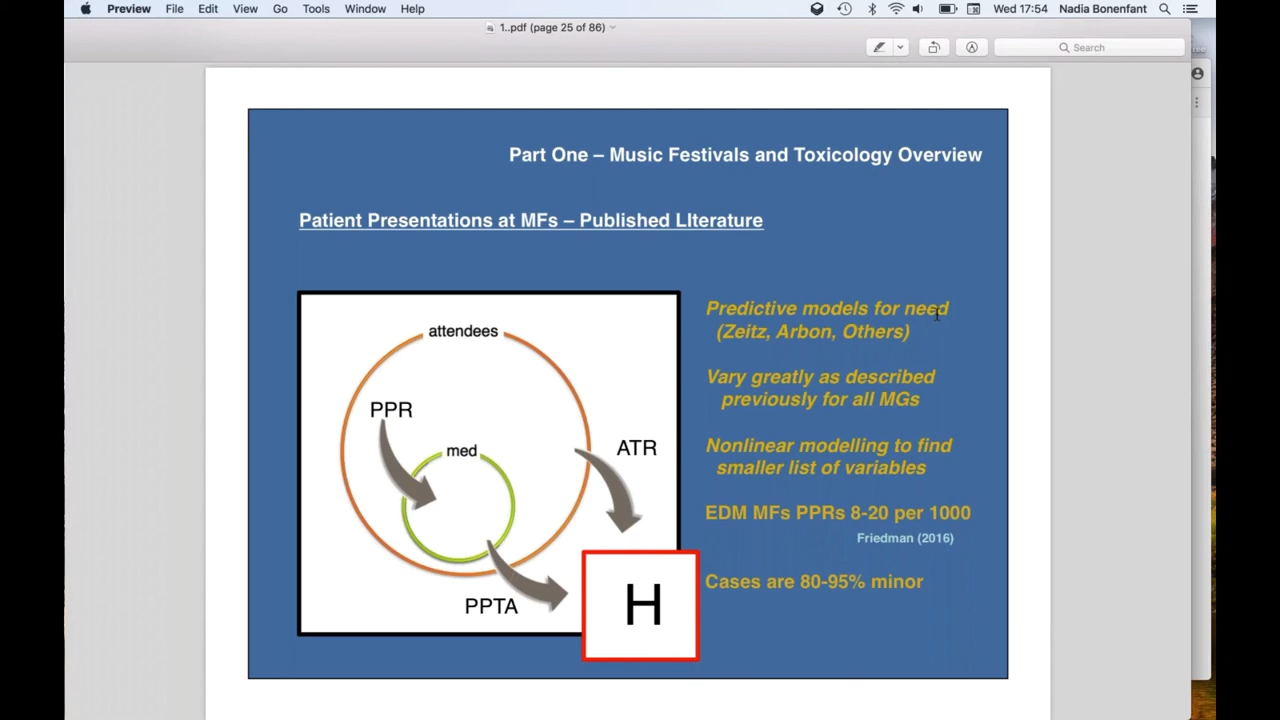 Preview File Edit View Go Tools Window Help Wed 17:54 Nadia Bonenfant
1..pdf (page 25 of 86)
Search
Part One – Music Festivals and Toxicology Overview
Patient Presentations at MFs – Published LIterature
attendees
PPR
med
ATR
PPTA
H
Predictive models for need
(Zeitz, Arbon, Others)
Vary greatly as described
previously for all MGs
Nonlinear modelling to find
smaller list of variables
EDM MFs PPRs 8-20 per 1000
Friedman (2016)
Cases are 80-95% minor